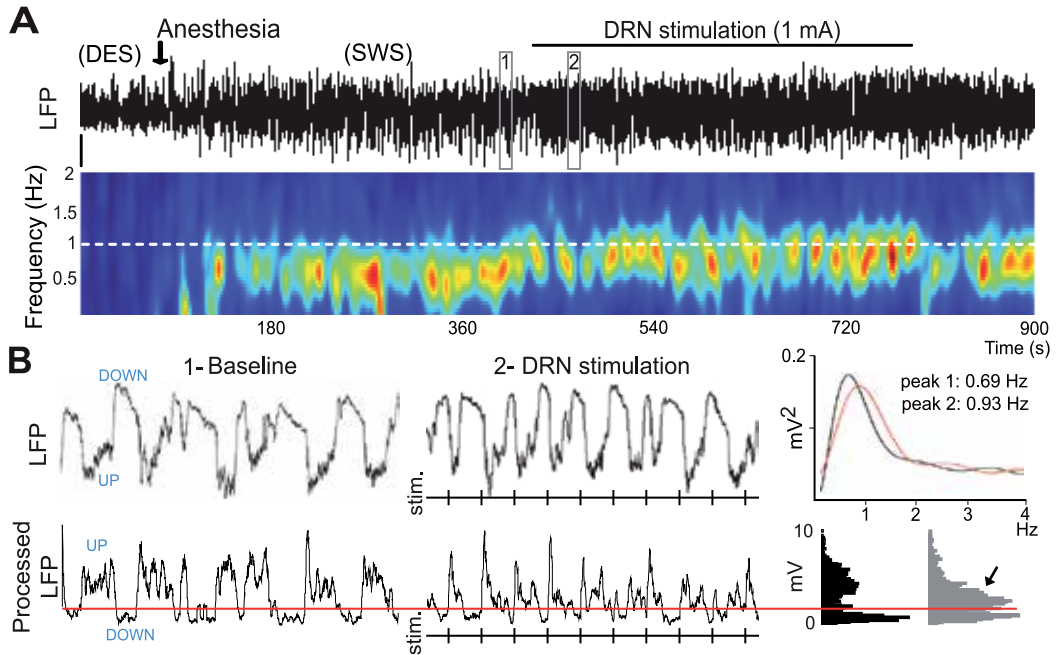 A
Anesthesia
(DES)
(SWS)
DRN stimulation (1 mA)
1
2
LFP
Frequency (Hz)
2
1.5
1
0.5
180
360
540
720
900
Time (s)
B
1- Baseline
2- DRN stimulation
DOWN
UP
LFP
stim.
0.2
mV2
peak 1: 0.69 Hz
peak 2: 0.93 Hz
1
2
3
4
Hz
Processed
LFP
UP
DOWN
stim.
10
mV
0